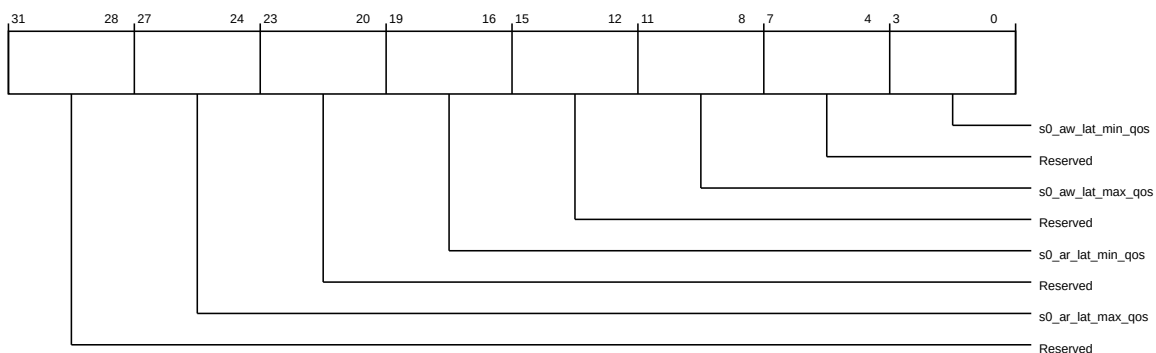 31 28 27 24 23 20 19 16 15 12 11 8 7 4 3 0
s0_aw_lat_min_qos
Reserved
s0_aw_lat_max_qos
Reserved
s0_ar_lat_min_qos
Reserved
s0_ar_lat_max_qos
Reserved